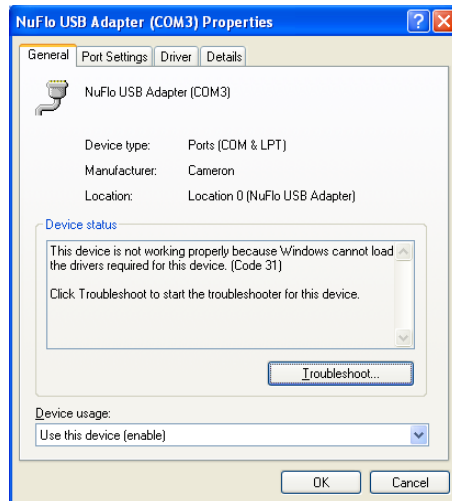 NuFlo USB Adapter (COM3) Properties
General Port Settings Driver Details
NuFlo USB Adapter (COM3)
Device type: Ports (COM & LPT)
Manufacturer: Cameron
Location: Location 0 (NuFlo USB Adapter)
Device status
This device is not working properly because Windows cannot load
the drivers required for this device. (Code 31)
Click Troubleshoot to start the troubleshooter for this device.
Troubleshoot...
Device usage:
Use this device (enable)
OK Cancel